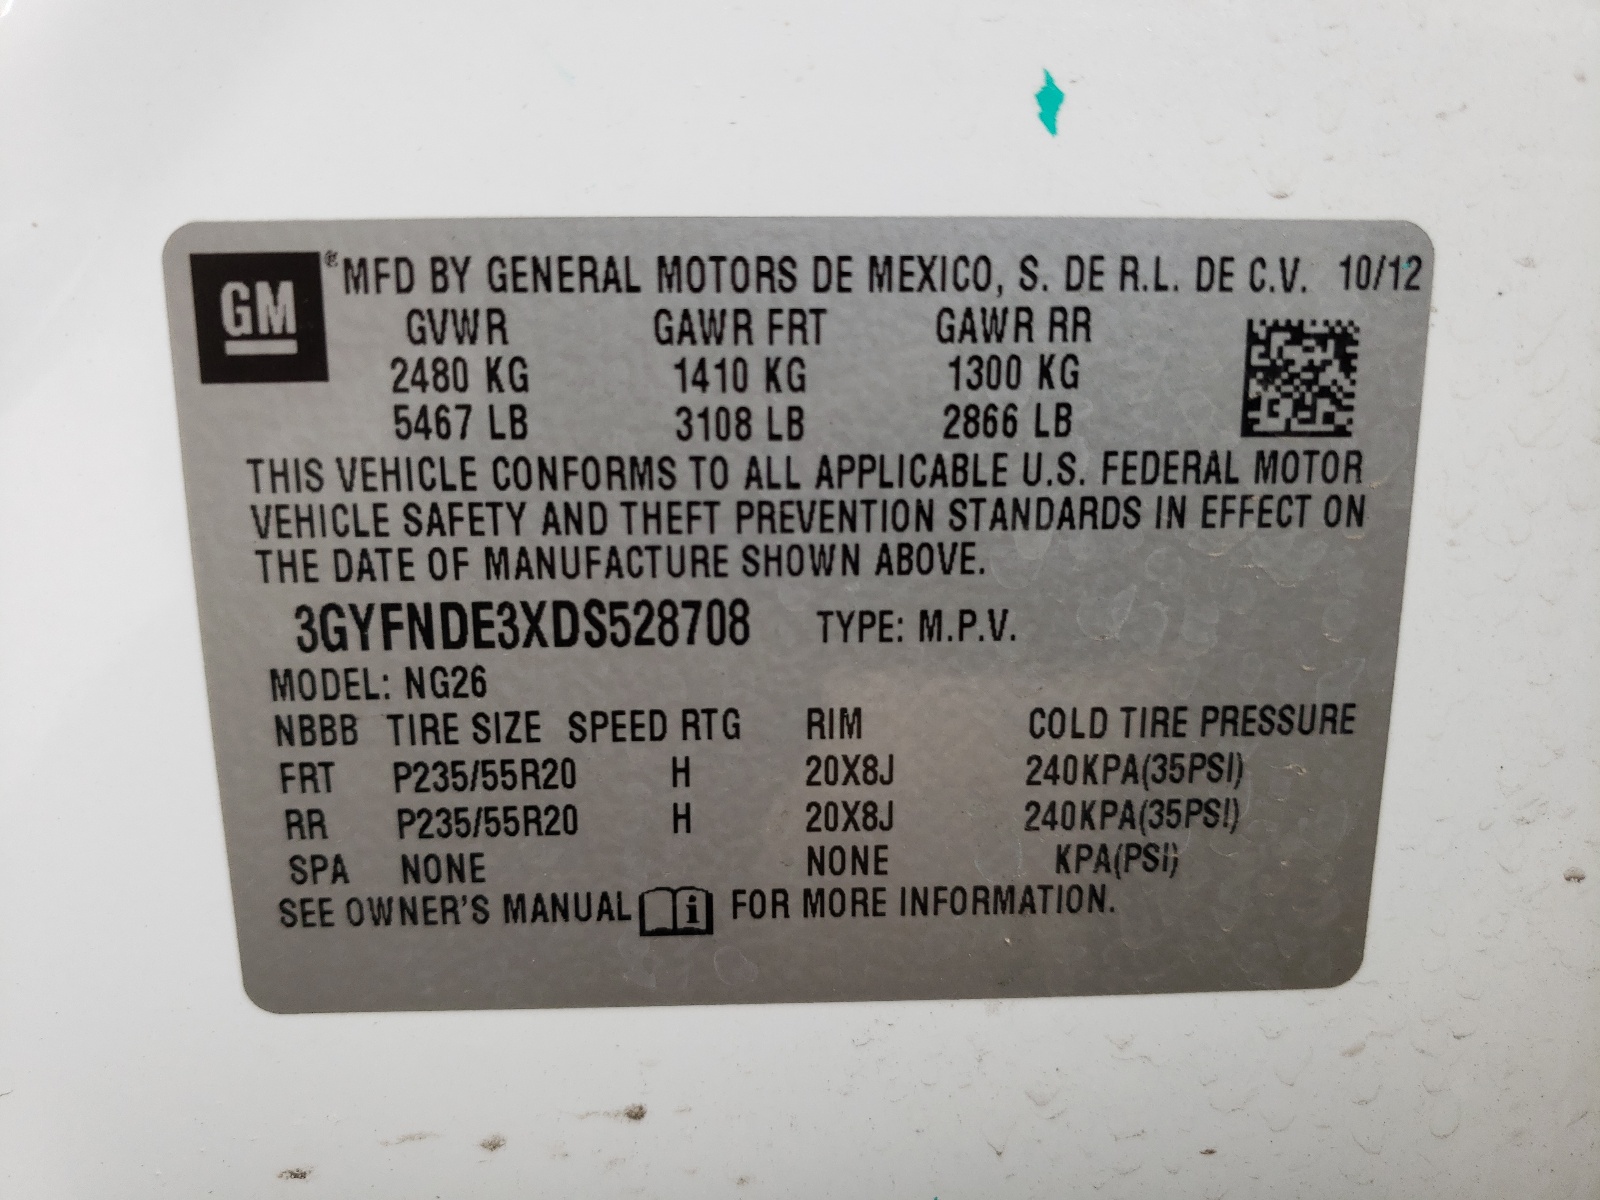 GM ® MFD BY GENERAL MOTORS DE MEXICO, S. DE R.L. DE C.V. 10/12
GVWR GAWR FRT GAWR RR
2480 KG 1410 KG 1300 KG
5467 LB 3108 LB 2866 LB
THIS VEHICLE CONFORMS TO ALL APPLICABLE U.S. FEDERAL MOTOR
VEHICLE SAFETY AND THEFT PREVENTION STANDARDS IN EFFECT ON
THE DATE OF MANUFACTURE SHOWN ABOVE.
3GYFNDE3XDS528708 TYPE: M.P.V.
MODEL: NG26
NBBB TIRE SIZE SPEED RTG RIM COLD TIRE PRESSURE
FRT P235/55R20 H 20X8J 240KPA(35PSI)
RR P235/55R20 H 20X8J 240KPA(35PSI)
SPA NONE NONE KPA(PSI)
SEE OWNER'S MANUAL i FOR MORE INFORMATION.